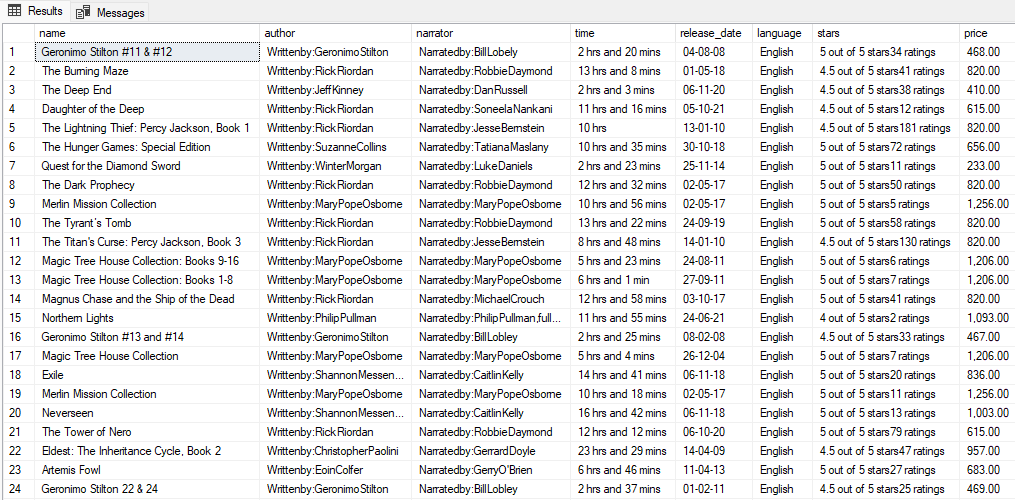 Results Messages
name author narrator time release_date language stars price
1 Geronimo Stilton #11 & #12 Writtenby:GeronimoStilton Narratedby:BillLobely 2 hrs and 20 mins 04-08-08 English 5 out of 5 stars34 ratings 468.00
2 The Burning Maze Writtenby:RickRiordan Narratedby:RobbieDaymond 13 hrs and 8 mins 01-05-18 English 4.5 out of 5 stars41 ratings 820.00
3 The Deep End Writtenby:JeffKinney Narratedby:DanRussell 2 hrs and 3 mins 06-11-20 English 4.5 out of 5 stars38 ratings 410.00
4 Daughter of the Deep Writtenby:RickRiordan Narratedby:SoneelaNankani 11 hrs and 16 mins 05-10-21 English 4.5 out of 5 stars12 ratings 615.00
5 The Lightning Thief: Percy Jackson, Book 1 Writtenby:RickRiordan Narratedby:JesseBernstein 10 hrs 13-01-10 English 4.5 out of 5 stars181 ratings 820.00
6 The Hunger Games: Special Edition Writtenby:SuzanneCollins Narratedby:TatianaMaslany 10 hrs and 35 mins 30-10-18 English 5 out of 5 stars72 ratings 656.00
7 Quest for the Diamond Sword Writtenby:WinterMorgan Narratedby:LukeDaniels 2 hrs and 23 mins 25-11-14 English 5 out of 5 stars11 ratings 233.00
8 The Dark Prophecy Writtenby:RickRiordan Narratedby:RobbieDaymond 12 hrs and 32 mins 02-05-17 English 5 out of 5 stars50 ratings 820.00
9 Merlin Mission Collection Writtenby:MaryPopeOsborne Narratedby:MaryPopeOsborne 10 hrs and 56 mins 02-05-17 English 5 out of 5 stars5 ratings 1,256.00
10 The Tyrant's Tomb Writtenby:RickRiordan Narratedby:RobbieDaymond 13 hrs and 22 mins 24-09-19 English 5 out of 5 stars58 ratings 820.00
11 The Titan's Curse: Percy Jackson, Book 3 Writtenby:RickRiordan Narratedby:JesseBernstein 8 hrs and 48 mins 14-01-10 English 4.5 out of 5 stars130 ratings 820.00
12 Magic Tree House Collection: Books 9-16 Writtenby:MaryPopeOsborne Narratedby:MaryPopeOsborne 5 hrs and 23 mins 24-08-11 English 5 out of 5 stars6 ratings 1,206.00
13 Magic Tree House Collection: Books 1-8 Writtenby:MaryPopeOsborne Narratedby:MaryPopeOsborne 6 hrs and 1 min 27-09-11 English 5 out of 5 stars7 ratings 1,206.00
14 Magnus Chase and the Ship of the Dead Writtenby:RickRiordan Narratedby:MichaelCrouch 12 hrs and 58 mins 03-10-17 English 5 out of 5 stars41 ratings 820.00
15 Northern Lights Writtenby:PhilipPullman Narratedby:PhilipPullman,full... 11 hrs and 55 mins 24-06-21 English 4 out of 5 stars2 ratings 1,093.00
16 Geronimo Stilton #13 and #14 Writtenby:GeronimoStilton Narratedby:BillLobley 2 hrs and 25 mins 08-02-08 English 4.5 out of 5 stars33 ratings 467.00
17 Magic Tree House Collection Writtenby:MaryPopeOsborne Narratedby:MaryPopeOsborne 5 hrs and 4 mins 26-12-04 English 5 out of 5 stars7 ratings 1,206.00
18 Exile Writtenby:ShannonMessen... Narratedby:CaitlinKelly 14 hrs and 41 mins 06-11-18 English 5 out of 5 stars20 ratings 836.00
19 Merlin Mission Collection Writtenby:MaryPopeOsborne Narratedby:MaryPopeOsborne 10 hrs and 18 mins 02-05-17 English 5 out of 5 stars11 ratings 1,256.00
20 Neverseen Writtenby:ShannonMessen... Narratedby:CaitlinKelly 16 hrs and 42 mins 06-11-18 English 5 out of 5 stars13 ratings 1,003.00
21 The Tower of Nero Writtenby:RickRiordan Narratedby:RobbieDaymond 12 hrs and 12 mins 06-10-20 English 5 out of 5 stars79 ratings 615.00
22 Eldest: The Inheritance Cycle, Book 2 Writtenby:ChristopherPaolini Narratedby:GerrardDoyle 23 hrs and 29 mins 14-04-09 English 4.5 out of 5 stars47 ratings 957.00
23 Artemis Fowl Writtenby:EoinColfer Narratedby:GerryO'Brien 6 hrs and 46 mins 11-04-13 English 5 out of 5 stars27 ratings 683.00
24 Geronimo Stilton 22 & 24 Writtenby:GeronimoStilton Narratedby:BillLobley 2 hrs and 37 mins 01-02-11 English 4.5 out of 5 stars25 ratings 469.00